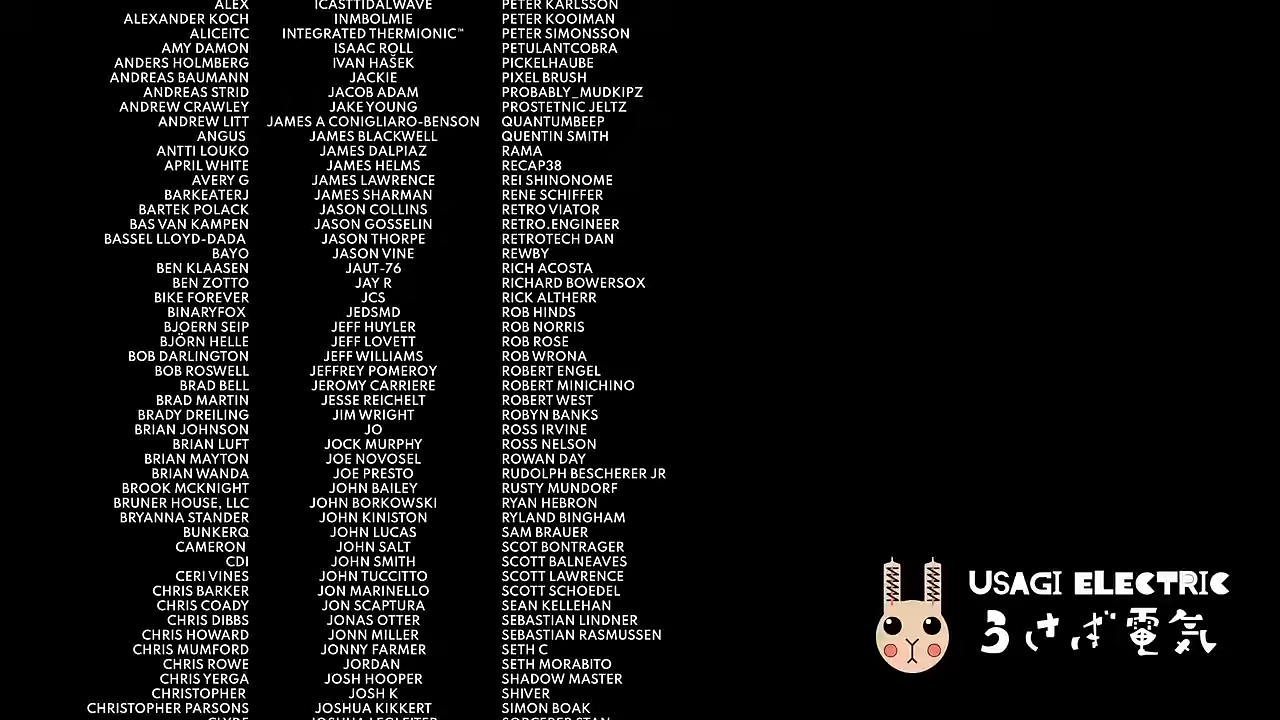 ALEX
ALEXANDER KOCH
ALICEITC
AMY DAMON
ANDERS HOLMBERG
ANDREAS BAUMANN
ANDREAS STRID
ANDREW CRAWLEY
ANDREW LITT
ANGUS
ANTTI LOUKO
APRIL WHITE
AVERY G
BARKEATERJ
BARTEK POLACK
BAS VAN KAMPEN
BASSEL LLOYD-DADA
BAYO
BEN KLAASEN
BEN ZOTTO
BIKE FOREVER
BINARYFOX
BJOERN SEIP
BJÖRN HELLE
BOB DARLINGTON
BOB ROSWELL
BRAD BELL
BRAD MARTIN
BRADY DREILING
BRIAN JOHNSON
BRIAN LUFT
BRIAN MAYTON
BRIAN WANDA
BROOK MCKNIGHT
BRUNER HOUSE, LLC
BRYANNA STANDER
BUNKERQ
CAMERON
CDI
CERI VINES
CHRIS BARKER
CHRIS COADY
CHRIS DIBBS
CHRIS HOWARD
CHRIS MUMFORD
CHRIS ROWE
CHRIS YERGA
CHRISTOPHER
CHRISTOPHER PARSONS
ICASTTIDALWAVE
INMBOLMIE
INTEGRATED THERMIONIC™
ISAAC ROLL
IVAN HAŠEK
JACKIE
JACOB ADAM
JAKE YOUNG
JAMES A CONIGLIARO-BENSON
JAMES BLACKWELL
JAMES DALPIAZ
JAMES HELMS
JAMES LAWRENCE
JAMES SHARMAN
JASON COLLINS
JASON GOSSELIN
JASON THORPE
JASON VINE
JAUT-76
JAY R
JCS
JEDSMD
JEFF HUYLER
JEFF LOVETT
JEFF WILLIAMS
JEFFREY POMEROY
JEROMY CARRIERE
JESSE REICHELT
JIM WRIGHT
JO
JOCK MURPHY
JOE NOVOSEL
JOE PRESTO
JOHN BAILEY
JOHN BORKOWSKI
JOHN KINISTON
JOHN LUCAS
JOHN SALT
JOHN SMITH
JOHN TUCCITTO
JON MARINELLO
JON SCAPTURA
JONAS OTTER
JONN MILLER
JONNY FARMER
JORDAN
JOSH HOOPER
JOSH K
JOSHUA KIKKERT
PETER KARLSSON
PETER KOOIMAN
PETER SIMONSSON
PETULANTCOBRA
PICKELHAUBE
PIXEL BRUSH
PROBABLY_MUDKIPZ
PROSTETNIC JELTZ
QUANTUMBEEP
QUENTIN SMITH
RAMA
RECAP38
REI SHINONOME
RENE SCHIFFER
RETRO VIATOR
RETRO.ENGINEER
RETROTECH DAN
REWBY
RICH ACOSTA
RICHARD BOWERSOX
RICK ALTHERR
ROB HINDS
ROB NORRIS
ROB ROSE
ROB WRONA
ROBERT ENGEL
ROBERT MINICHINO
ROBERT WEST
ROBYN BANKS
ROSS IRVINE
ROSS NELSON
ROWAN DAY
RUDOLPH BESCHERER JR
RUSTY MUNDORF
RYAN HEBRON
RYLAND BINGHAM
SAM BRAUER
SCOT BONTRAGER
SCOTT BALNEAVES
SCOTT LAWRENCE
SCOTT SCHOEDEL
SEAN KELLEHAN
SEBASTIAN LINDNER
SEBASTIAN RASMUSSEN
SETH C
SETH MORABITO
SHADOW MASTER
SHIVER
SIMON BOAK
USAGI ELECTRIC
うさぎ電気